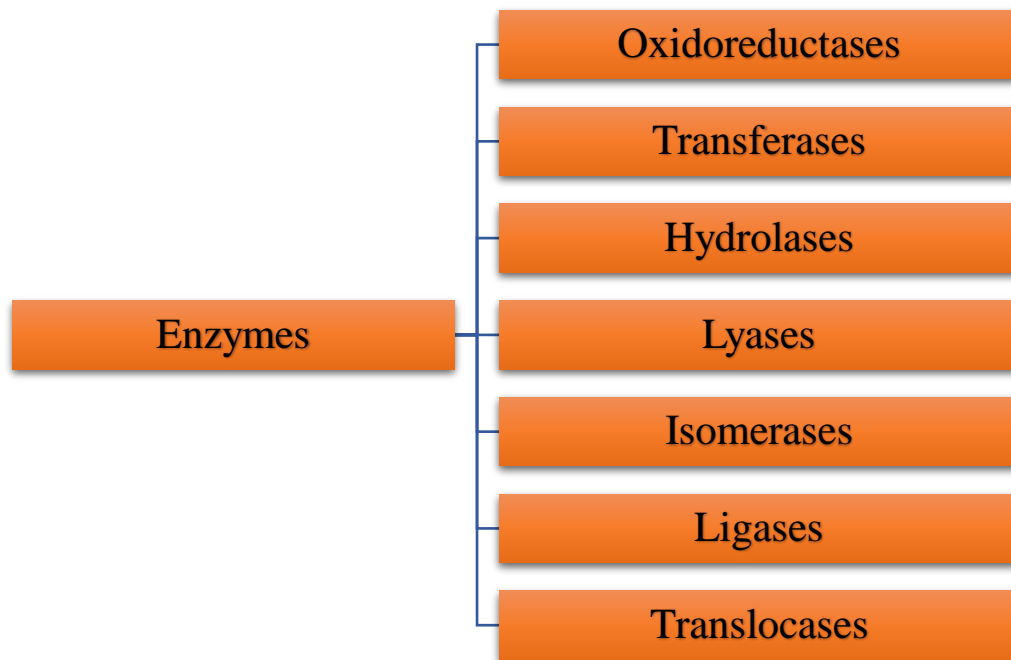 Oxidoreductases
Transferases
Hydrolases
Enzymes
Lyases
Isomerases
Ligases
Translocases